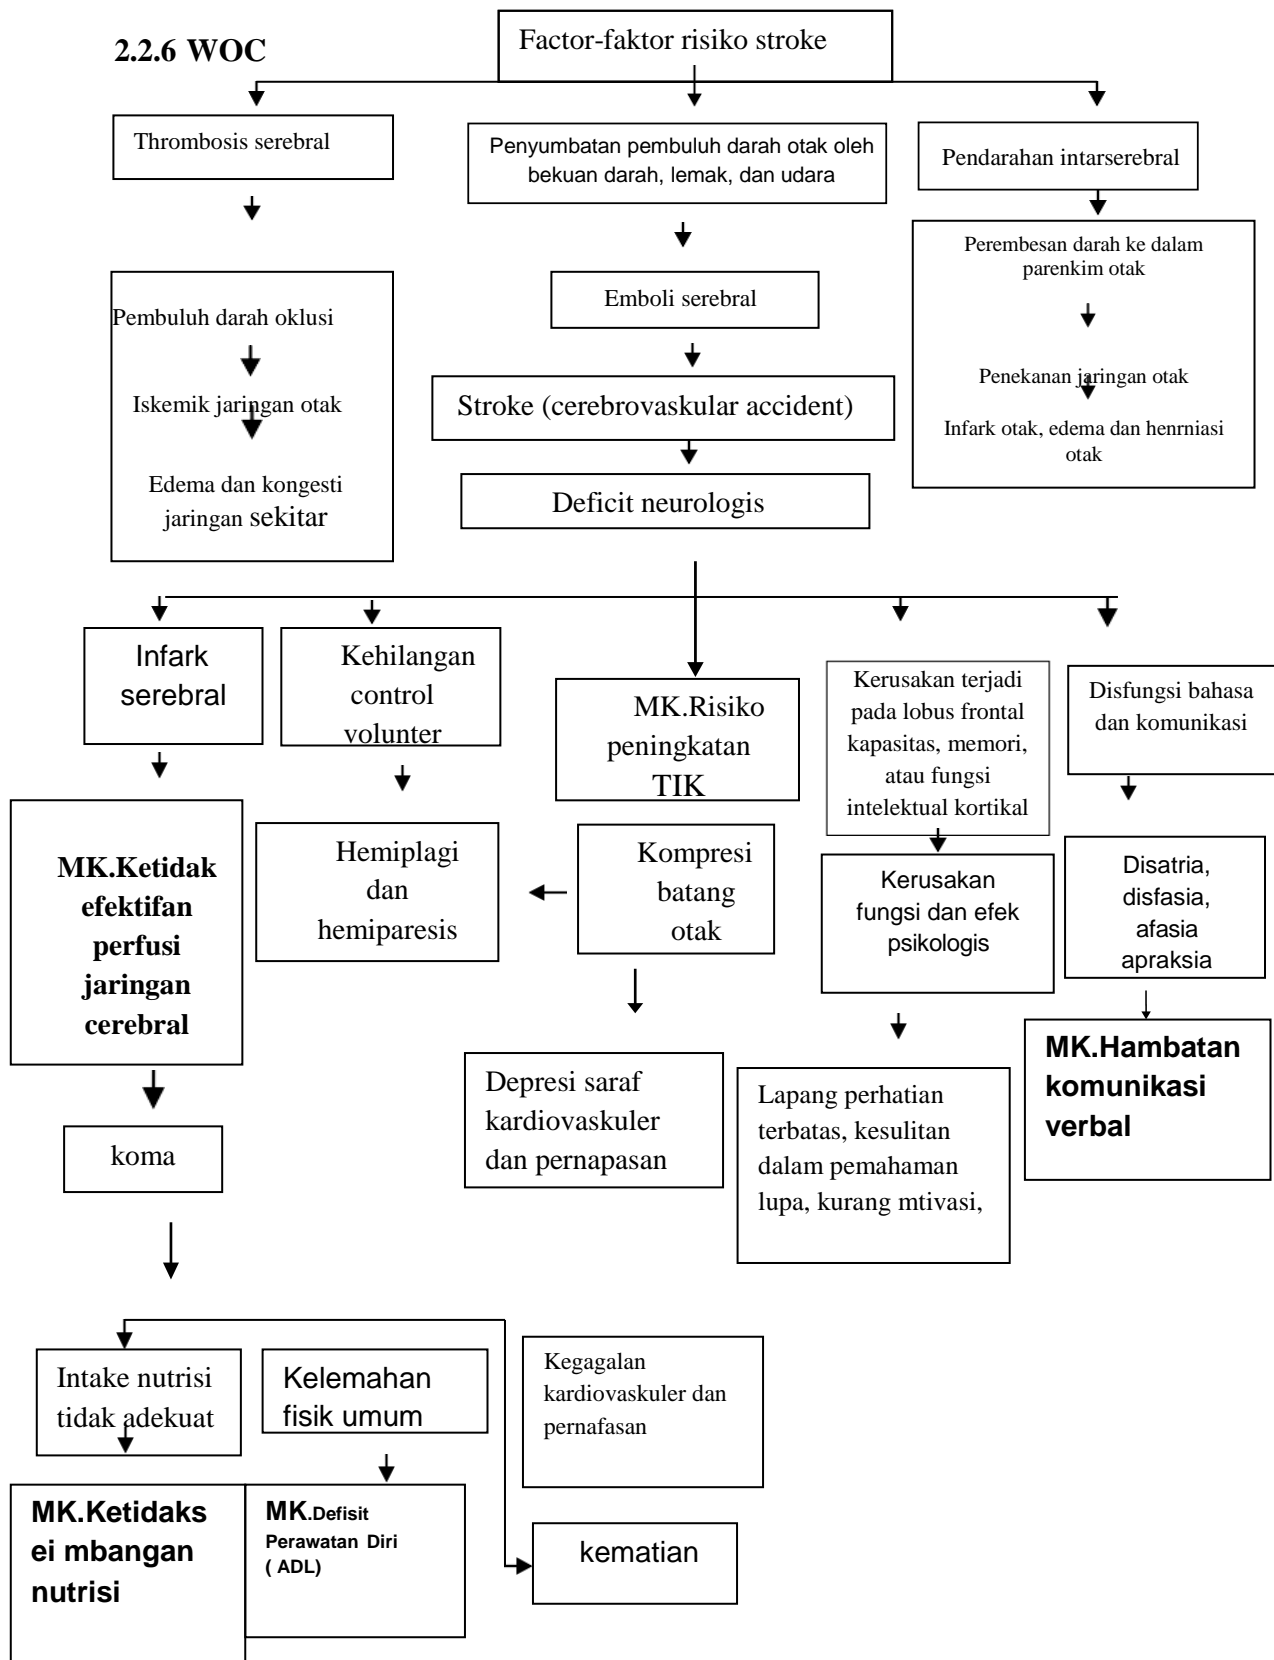 2.2.6 WOC
Factor-faktor risiko stroke
Thrombosis serebral
Penyumbatan pembuluh darah otak oleh
bekuan darah, lemak, dan udara
Pendarahan intarserebral
Perembesan darah ke dalam
parenkim otak
Pembuluh darah oklusi
Emboli serebral
Iskemik jaringan otak
Stroke (cerebrovaskular accident)
Penekanan jaringan otak
Infark otak, edema dan henrniasi
otak
Edema dan kongesti
jaringan sekitar
Deficit neurologis
Infark
serebral
Kehilangan
control
volunter
MK.Risiko
peningkatan
TIK
Kerusakan terjadi
pada lobus frontal
kapasitas, memori,
atau fungsi
intelektual kortikal
Disfungsi bahasa
dan komunikasi
MK.Ketidak
efektifan
perfusi
jaringan
cerebral
Hemiplagi
dan
hemiparesis
Kompresi
batang
otak
Kerusakan
fungsi dan efek
psikologis
Disatria,
disfasia,
afasia
apraksia
koma
Depresi saraf
kardiovaskuler
dan pernapasan
Lapang perhatian
terbatas, kesulitan
dalam pemahaman
lupa, kurang mtivasi,
MK.Hambatan
komunikasi
verbal
Intake nutrisi
tidak adekuat
Kelemahan
fisik umum
Kegagalan
kardiovaskuler dan
pernafasan
MK.Ketidaks
ei mbangan
nutrisi
MK.Defisit
Perawatan Diri
( ADL)
kematian